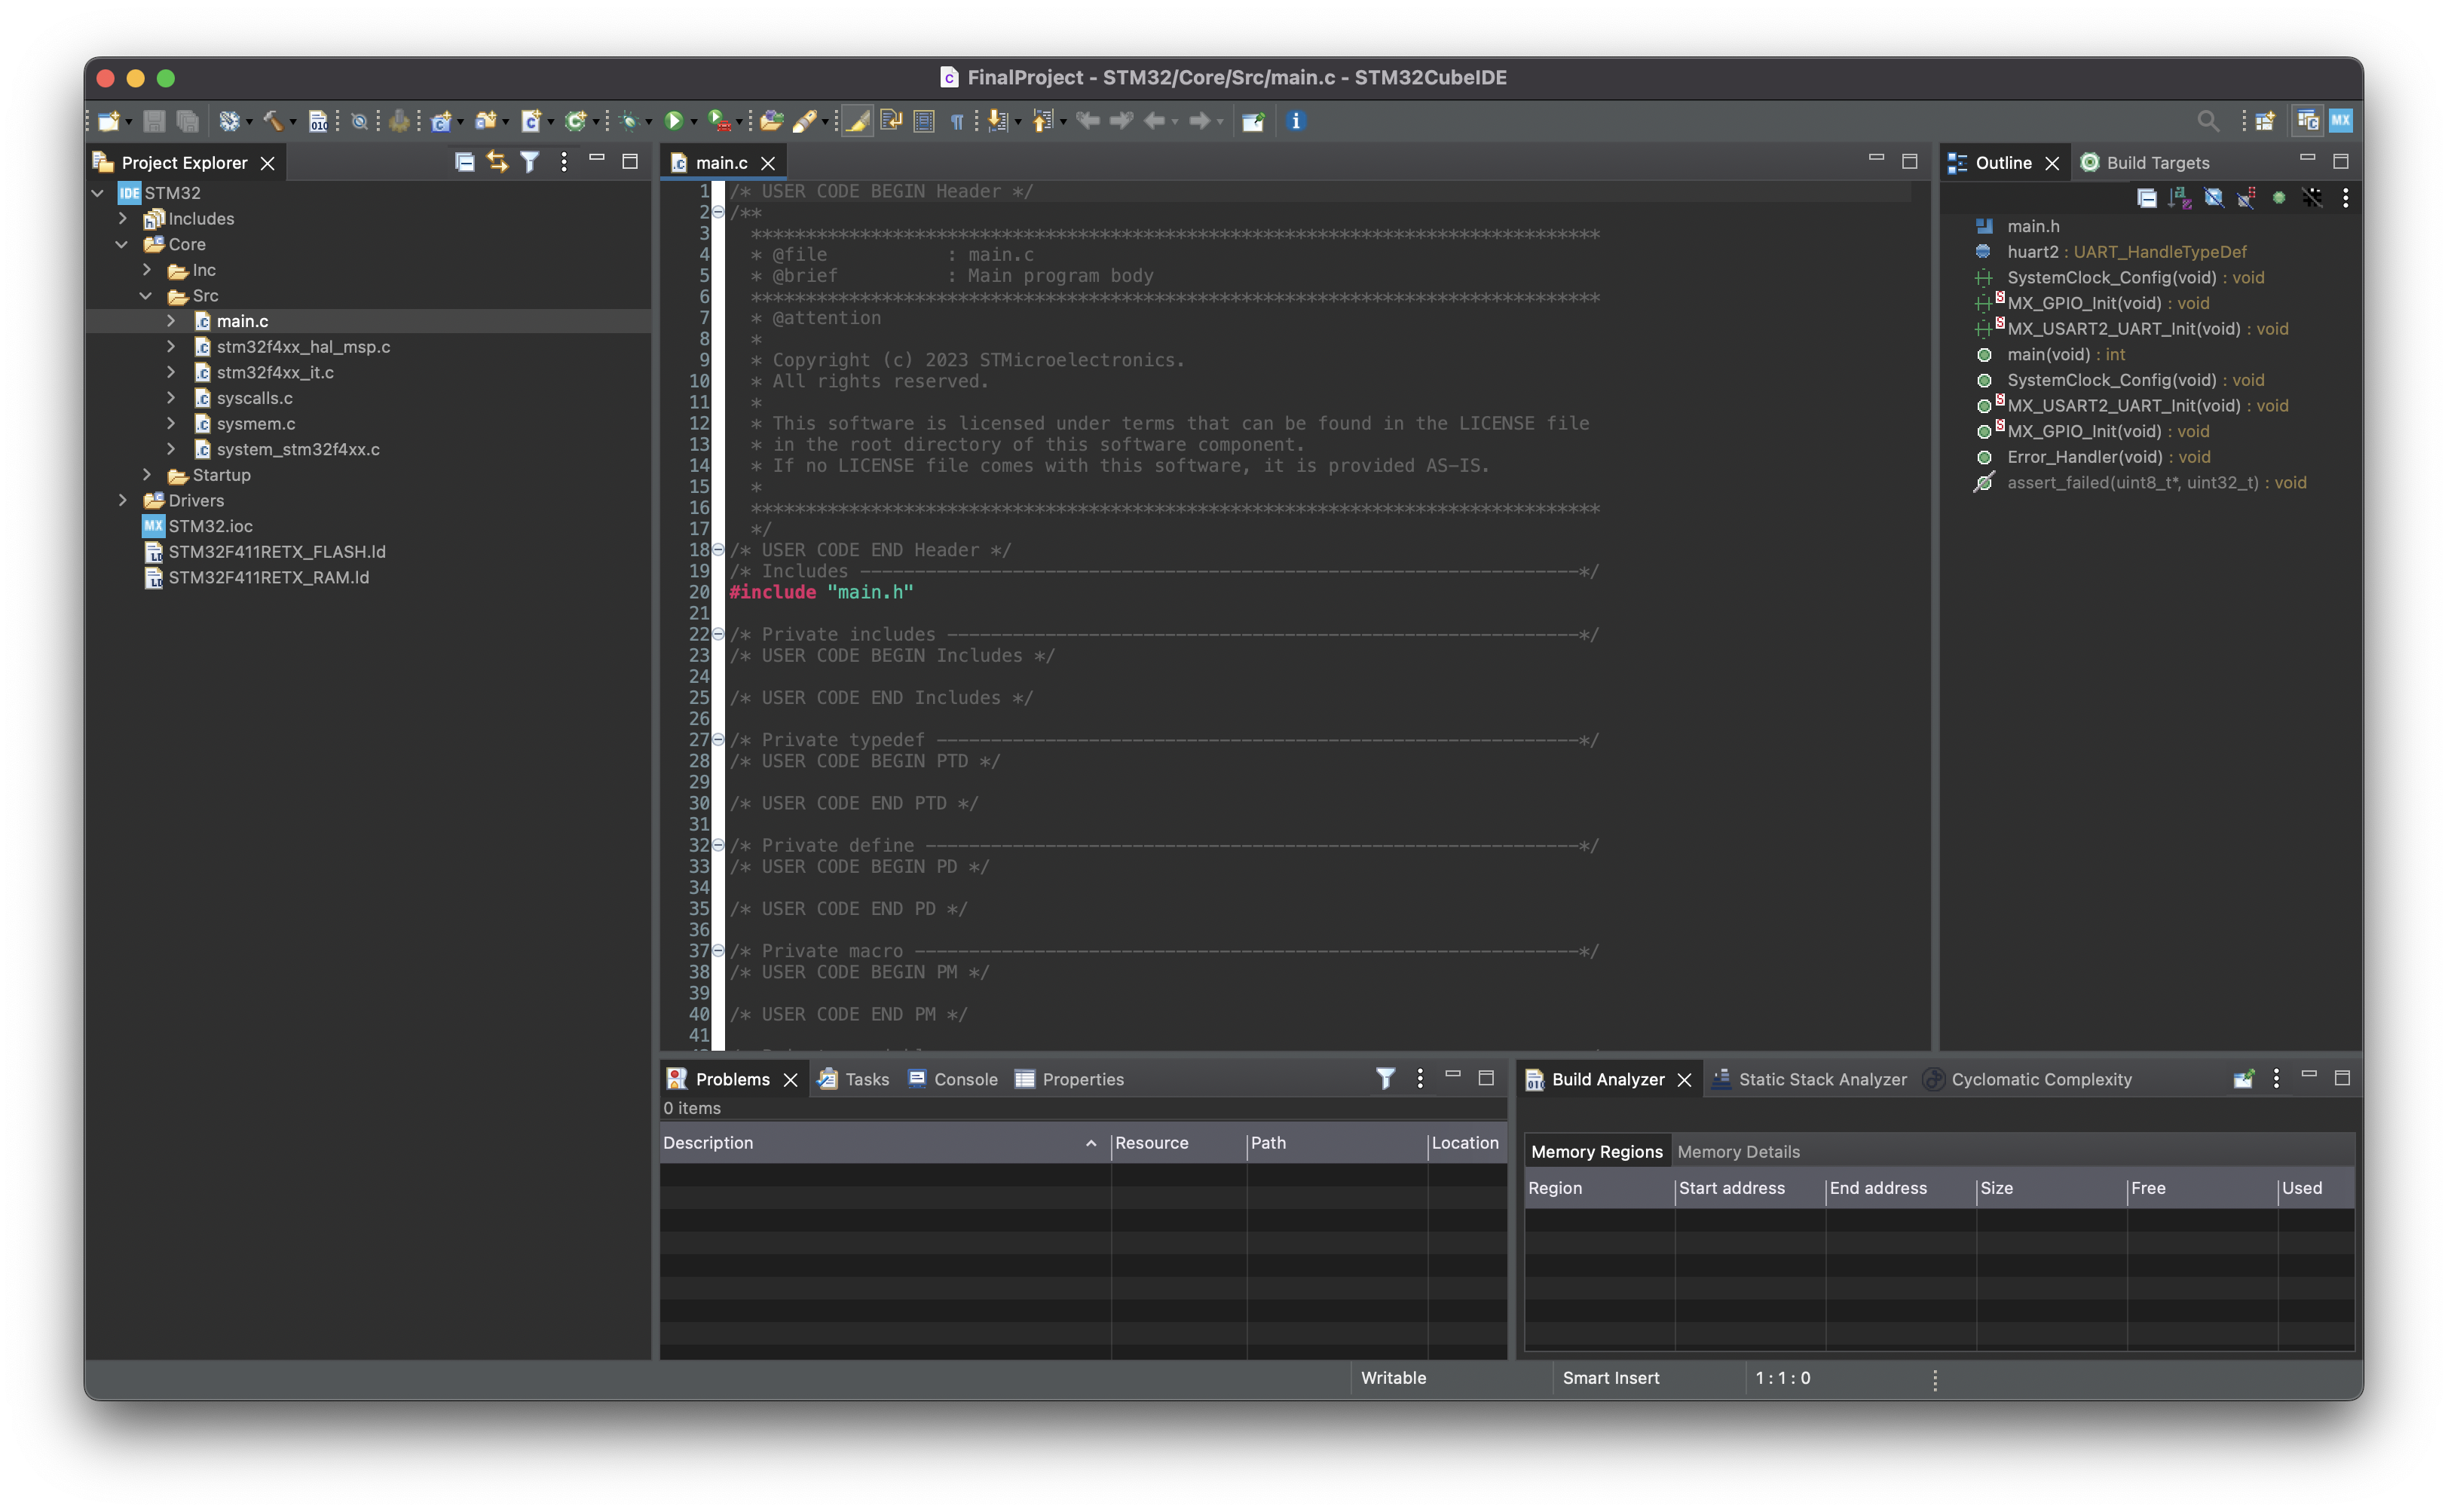 FinalProject - STM32/Core/Src/main.c - STM32CubeIDE
Project Explorer
IDE STM32
Includes
Core
Inc
Src
main.c
stm32f4xx_hal_msp.c
stm32f4xx_it.c
syscalls.c
sysmem.c
system_stm32f4xx.c
Startup
Drivers
MX STM32.ioc
STM32F411RETX_FLASH.ld
STM32F411RETX_RAM.ld
main.c
1 /* USER CODE BEGIN Header */
2 /**
3 ******************************************************************************
4 * @file : main.c
5 * @brief : Main program body
6 ******************************************************************************
7 * @attention
8 *
9 * Copyright (c) 2023 STMicroelectronics.
10 * All rights reserved.
11 *
12 * This software is licensed under terms that can be found in the LICENSE file
13 * in the root directory of this software component.
14 * If no LICENSE file comes with this software, it is provided AS-IS.
15 *
16 ******************************************************************************
17 */
18 /* USER CODE END Header */
19 /* Includes ------------------------------------------------------------------*/
20 #include "main.h"
21
22 /* Private includes ----------------------------------------------------------*/
23 /* USER CODE BEGIN Includes */
24
25 /* USER CODE END Includes */
26
27 /* Private typedef -----------------------------------------------------------*/
28 /* USER CODE BEGIN PTD */
29
30 /* USER CODE END PTD */
31
32 /* Private define ------------------------------------------------------------*/
33 /* USER CODE BEGIN PD */
34
35 /* USER CODE END PD */
36
37 /* Private macro -------------------------------------------------------------*/
38 /* USER CODE BEGIN PM */
39
40 /* USER CODE END PM */
41
Outline Build Targets
main.h
huart2 : UART_HandleTypeDef
SystemClock_Config(void) : void
MX_GPIO_Init(void) : void
MX_USART2_UART_Init(void) : void
main(void) : int
SystemClock_Config(void) : void
MX_USART2_UART_Init(void) : void
MX_GPIO_Init(void) : void
Error_Handler(void) : void
assert_failed(uint8_t*, uint32_t) : void
Problems Tasks Console Properties
0 items
Description Resource Path Location
Build Analyzer Static Stack Analyzer Cyclomatic Complexity
Memory Regions Memory Details
Region Start address End address Size Free Used
Writable Smart Insert 1 : 1 : 0